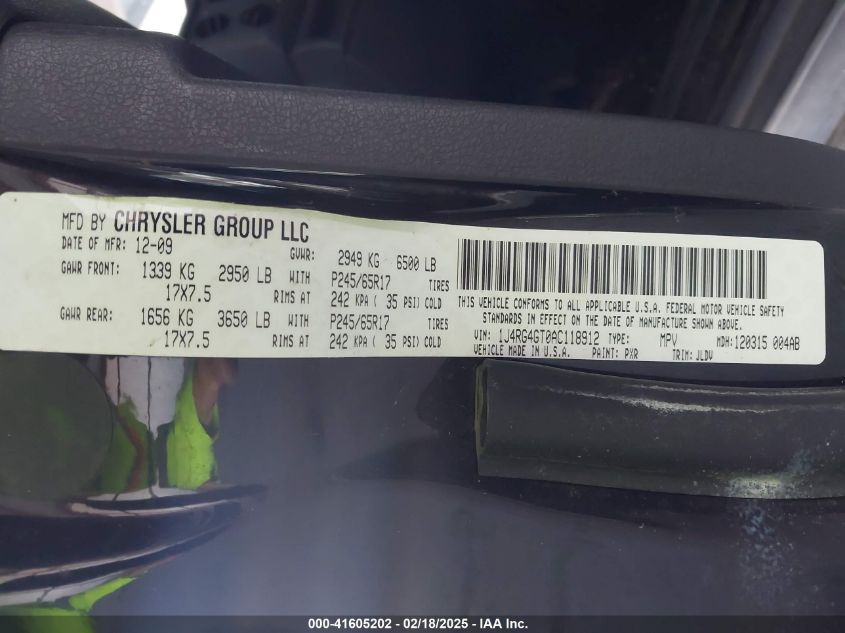 MFD BY CHRYSLER GROUP LLC
DATE OF MFR: 12-09 GVWR: 2949 KG 6500 LB
GAWR FRONT: 1339 KG 2950 LB WITH P245/65R17 TIRES
17X7.5 RIMS AT 242 KPA ( 35 PSI) COLD
GAWR REAR: 1656 KG 3650 LB WITH P245/65R17 TIRES
17X7.5 RIMS AT 242 KPA ( 35 PSI) COLD
THIS VEHICLE CONFORMS TO ALL APPLICABLE U.S.A. FEDERAL MOTOR VEHICLE SAFETY
STANDARDS IN EFFECT ON THE DATE OF MANUFACTURE SHOWN ABOVE.
VIN: 1J4RG4GT0AC118912 TYPE: MPV MDH: 120315 004AB
VEHICLE MADE IN U.S.A. PAINT: PXR TRIM: JLDV
000-41605202 - 02/18/2025 - IAA Inc.